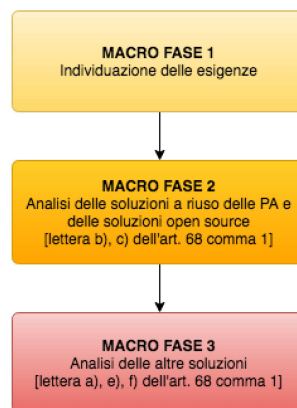 MACRO FASE 1
Individuazione delle esigenze
MACRO FASE 2
Analisi delle soluzioni a riuso delle PA e
delle soluzioni open source
[lettera b), c) dell'art. 68 comma 1]
MACRO FASE 3
Analisi delle altre soluzioni
[lettera a), e), f) dell'art. 68 comma 1]